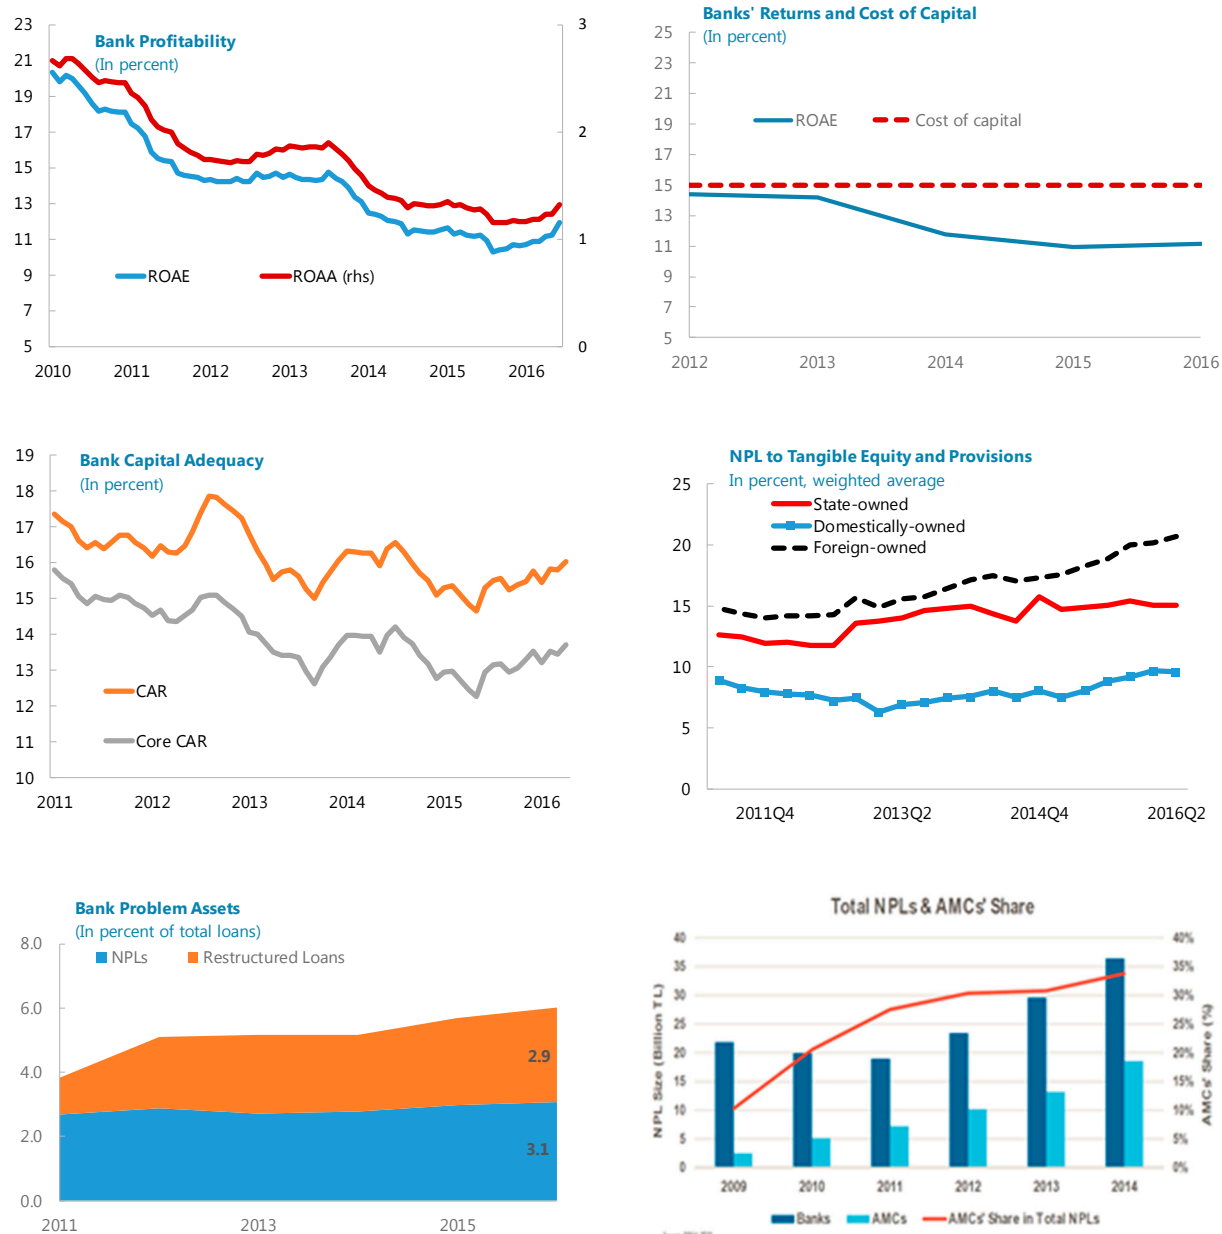 Bank Profitability
(In percent)
23
21
19
17
15
13
11
9
7
5
3
2
1
0
ROAE
ROAA (rhs)
2010 2011 2012 2013 2014 2015 2016
Banks' Returns and Cost of Capital
(In percent)
25
23
21
19
17
15
13
11
9
7
5
ROAE
Cost of capital
2012 2013 2014 2015 2016
Bank Capital Adequacy
(In percent)
19
18
17
16
15
14
13
12
11
10
CAR
Core CAR
2011 2012 2013 2014 2015 2016
NPL to Tangible Equity and Provisions
In percent, weighted average
25
20
15
10
5
0
State-owned
Domestically-owned
Foreign-owned
2011Q4 2013Q2 2014Q4 2016Q2
Bank Problem Assets
(In percent of total loans)
8.0
6.0
4.0
2.0
0.0
NPLs
Restructured Loans
2.9
3.1
2011 2013 2015
Total NPLs & AMCs' Share
NPL Size (Billion TL)
40
35
30
25
20
15
10
5
0
40%
35%
30%
25%
20%
15%
10%
5%
0%
AMCs' Share (%)
2009 2010 2011 2012 2013 2014
Banks
AMCs
AMCs' Share in Total NPLs